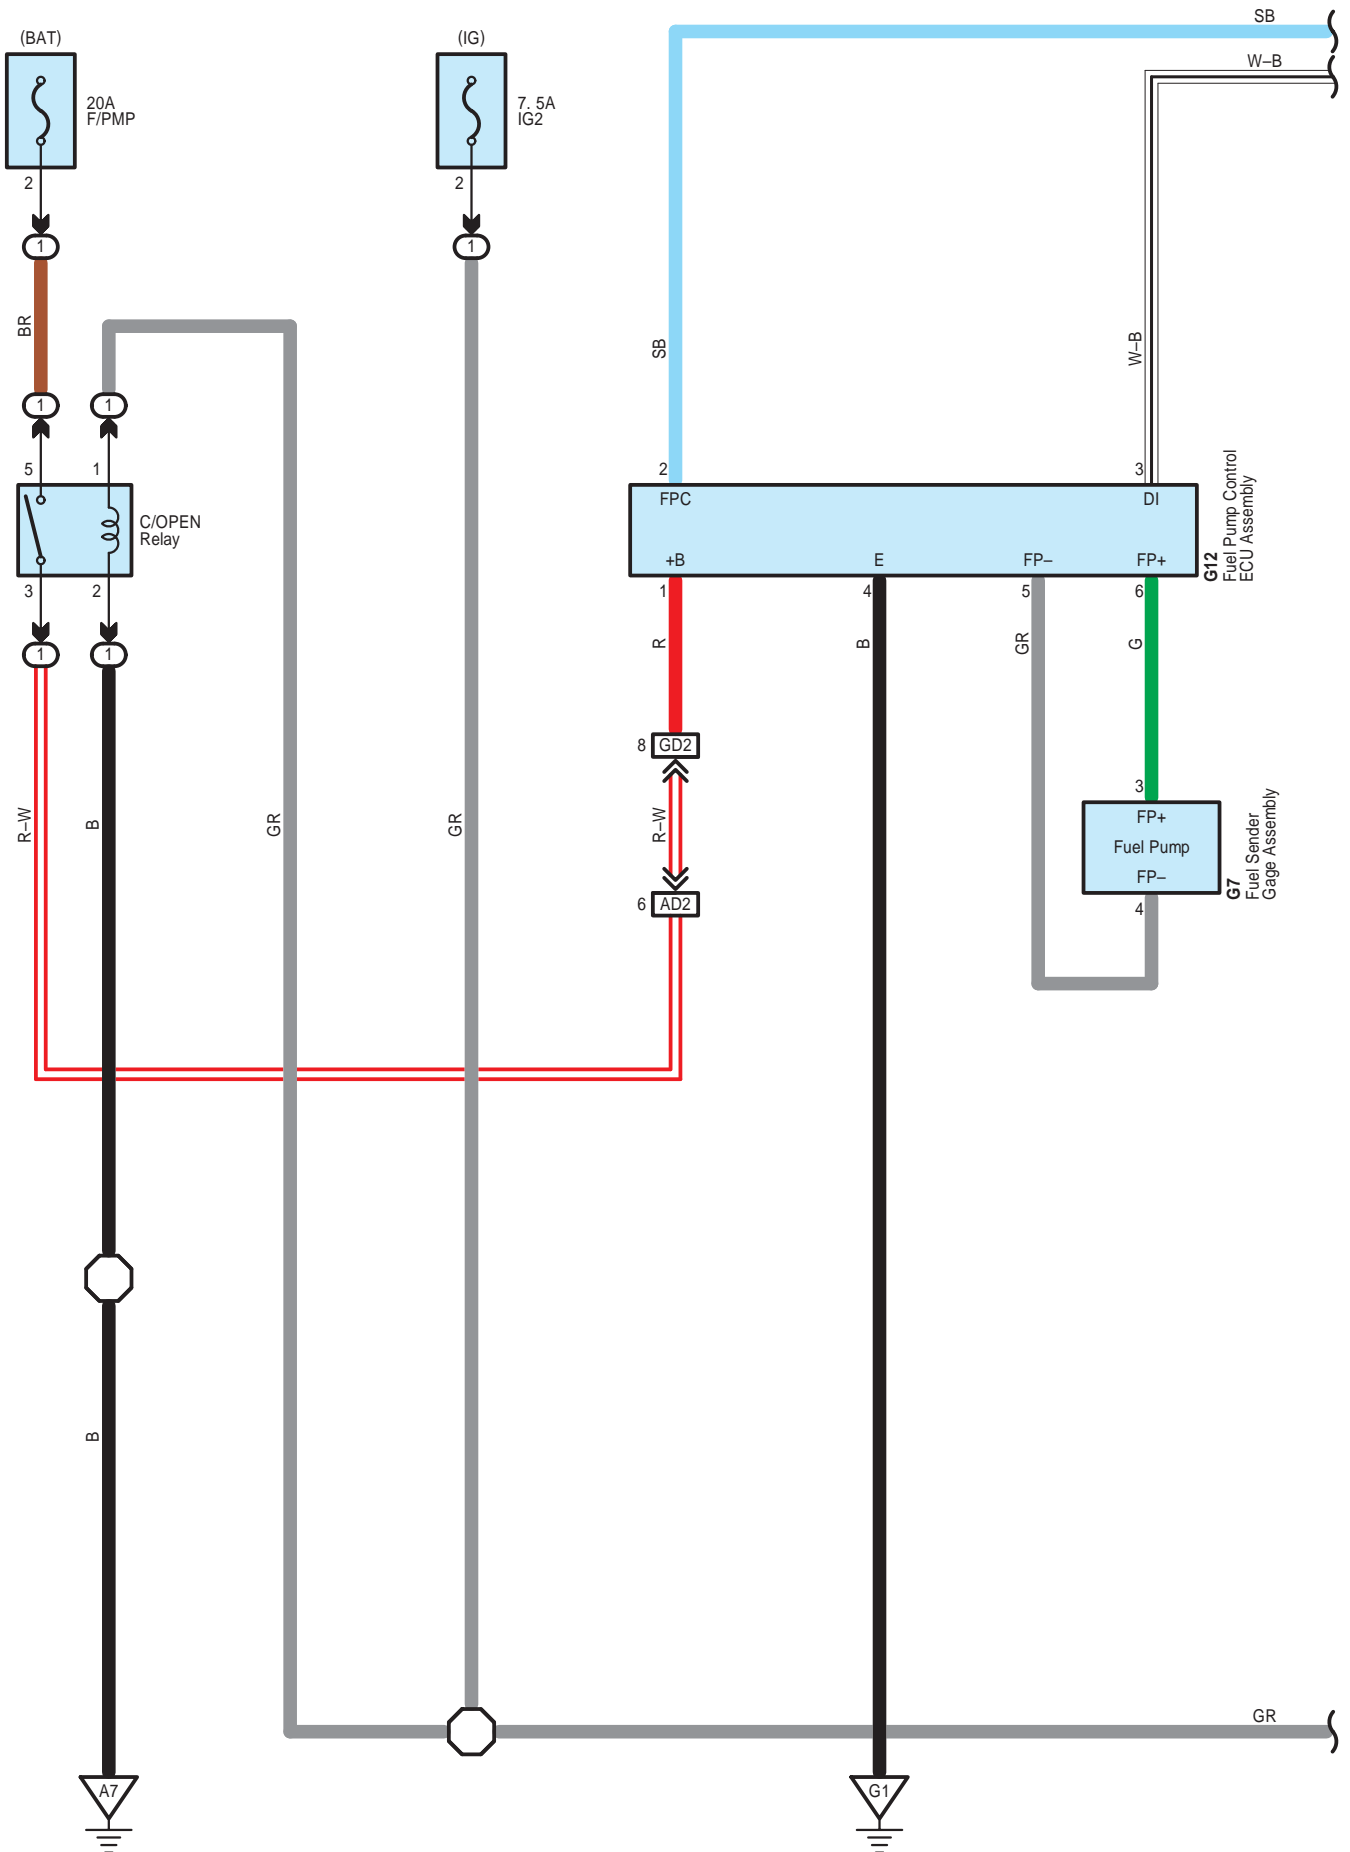 SB
(BAT)
(IG)
W–B
20A
F/PMP
7. 5A
IG2
2
2
1
1
BR
SB
W–B
1
1
5
1
2
3
FPC
DI
C/OPEN
Relay
+B
E
FP–
FP+
G12
Fuel Pump Control
ECU Assembly
3
2
1
4
5
6
1
1
R
B
GR
G
8
GD2
3
FP+
Fuel Pump
FP–
G7
Fuel Sender
Gage Assembly
R–W
B
GR
GR
R–W
6
AD2
4
B
GR
A7
G1